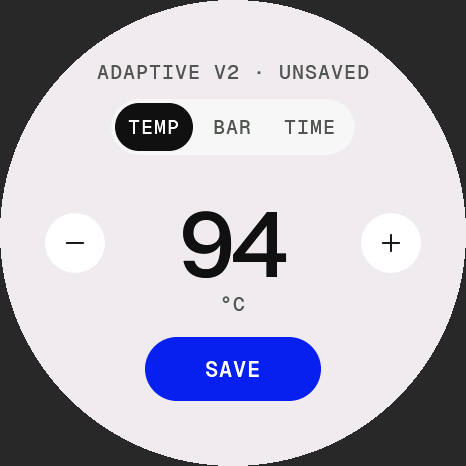 ADAPTIVE V2 · UNSAVED
TEMP BAR TIME
− 94 +
°C
SAVE